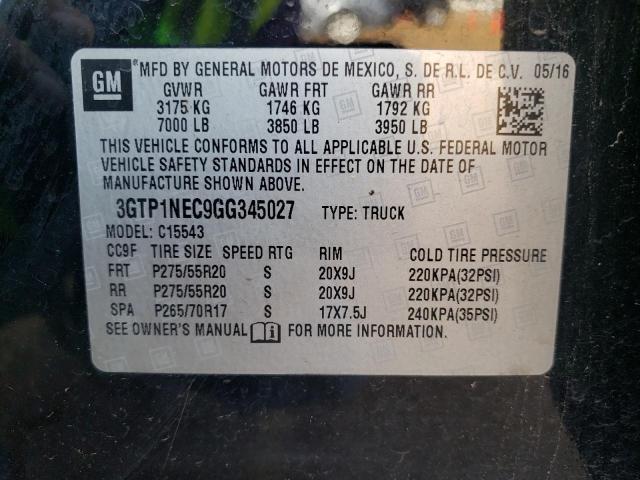 GM *MFD BY GENERAL MOTORS DE MEXICO, S. DE R.L. DE C.V. 05/16
GVWR GAWR FRT GAWR RR
3175 KG 1746 KG 1792 KG
7000 LB 3850 LB 3950 LB
THIS VEHICLE CONFORMS TO ALL APPLICABLE U.S. FEDERAL MOTOR
VEHICLE SAFETY STANDARDS IN EFFECT ON THE DATE OF
MANUFACTURE SHOWN ABOVE.
3GTP1NEC9GG345027 TYPE: TRUCK
MODEL: C15543
CC9F TIRE SIZE SPEED RTG RIM COLD TIRE PRESSURE
FRT P275/55R20 S 20X9J 220KPA(32PSI)
RR P275/55R20 S 20X9J 220KPA(32PSI)
SPA P265/70R17 S 17X7.5J 240KPA(35PSI)
SEE OWNER'S MANUAL FOR MORE INFORMATION.